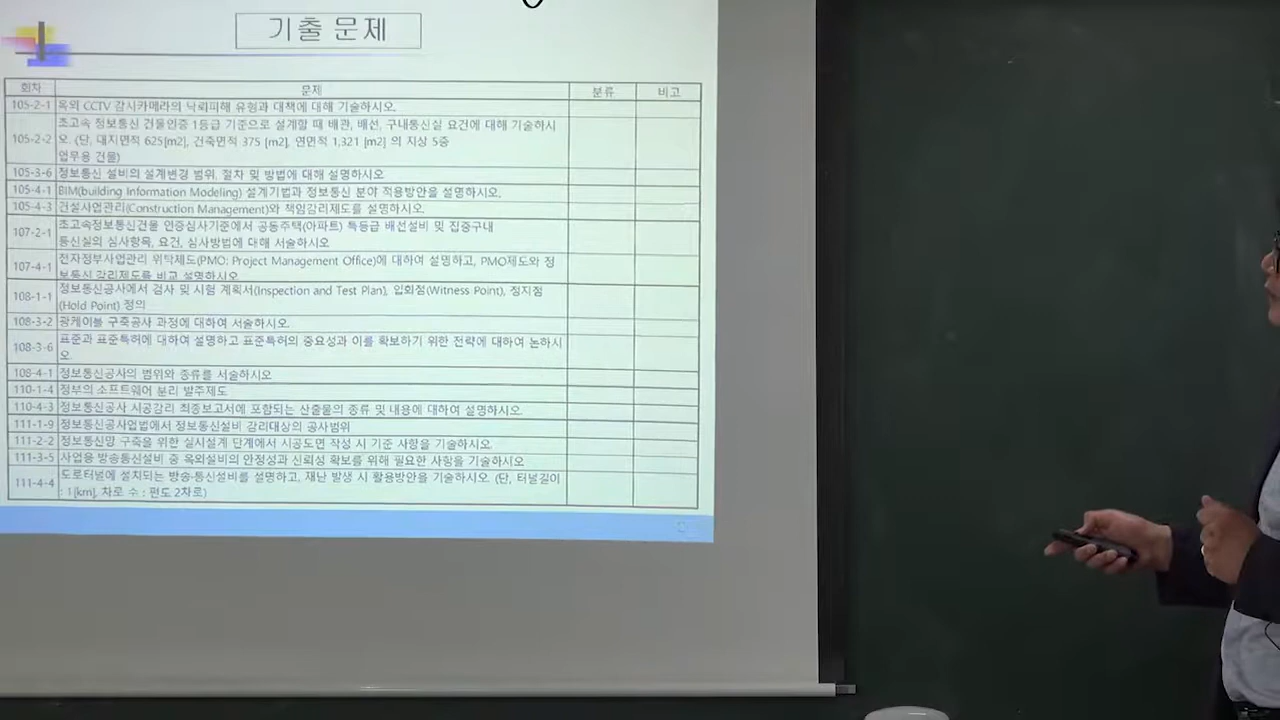 기출 문제
회차 문제 분류 비고
105-2-1 옥외 CCTV 감시카메라의 낙뢰피해 유형과 대책에 대해 기술하시오.
105-2-2 초고속 정보통신 건물인증 1등급 기준으로 설계할 때 배관, 배선, 구내통신실 요건에 대해 기술하시
오. (단, 대지면적 625[m2], 건축면적 375 [m2], 연면적 1,321 [m2] 의 지상 5층
업무용 건물)
105-3-6 정보통신 설비의 설계변경 범위, 절차 및 방법에 대해 설명하시오
105-4-1 BIM(building Information Modeling) 설계기법과 정보통신 분야 적용방안을 설명하시오.
105-4-3 건설사업관리(Construction Management)와 책임감리제도를 설명하시오.
107-2-1 초고속정보통신건물 인증심사기준에서 공동주택(아파트) 특등급 배선설비 및 집중구내
통신실의 심사항목, 요건, 심사방법에 대해 서술하시오
107-4-1 전자정부사업관리 위탁제도(PMO: Project Management Office)에 대하여 설명하고, PMO제도와 정
보통신 감리제도를 비교 설명하시오
108-1-1 정보통신공사에서 검사 및 시험 계획서(Inspection and Test Plan), 입회점(Witness Point), 정지점
(Hold Point) 정의
108-3-2 광케이블 구축공사 과정에 대하여 서술하시오.
108-3-6 표준과 표준특허에 대하여 설명하고 표준특허의 중요성과 이를 확보하기 위한 전략에 대하여 논하시
오.
108-4-1 정보통신공사의 범위와 종류를 서술하시오
110-1-4 정부의 소프트웨어 분리 발주제도
110-4-3 정보통신공사 시공감리 최종보고서에 포함되는 산출물의 종류 및 내용에 대하여 설명하시오.
111-1-9 정보통신공사업법에서 정보통신설비 감리대상의 공사범위
111-2-2 정보통신망 구축을 위한 실시설계 단계에서 시공도면 작성 시 기준 사항을 기술하시오.
111-3-5 사업용 방송통신설비 중 옥외설비의 안정성과 신뢰성 확보를 위해 필요한 사항을 기술하시오
111-4-4 도로터널에 설치되는 방송·통신설비를 설명하고, 재난 발생 시 활용방안을 기술하시오. (단, 터널길이
: 1[km], 차로 수 : 편도 2차로)